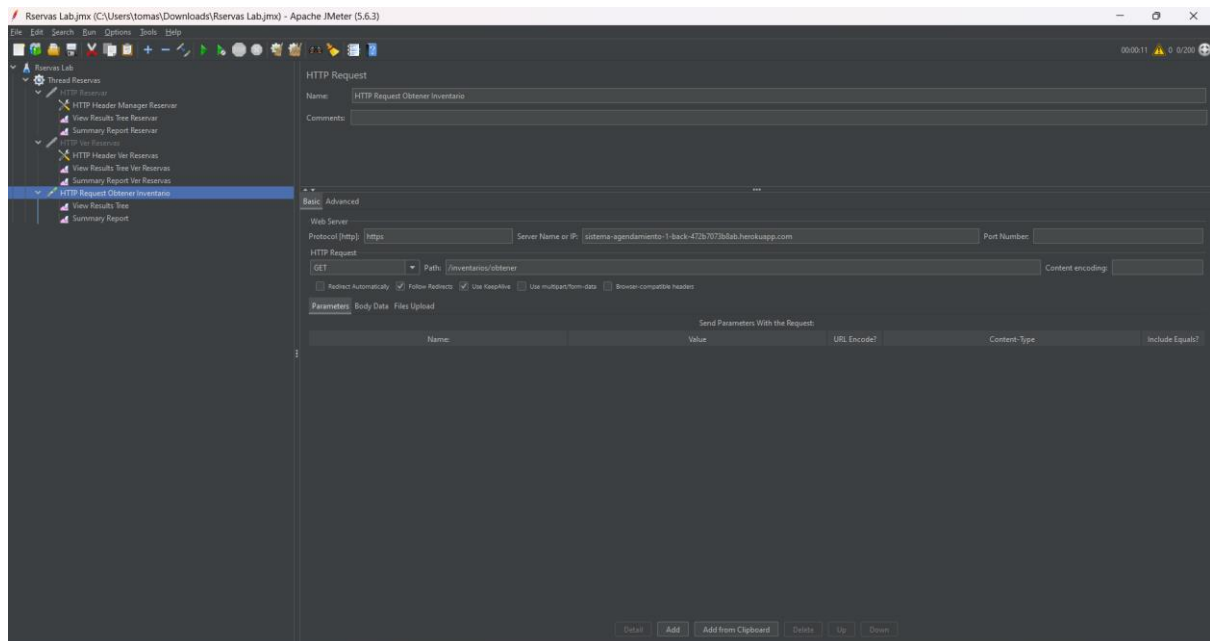 Rservas Lab.jmx (C:\Users\tomas\Downloads\Rservas Lab.jmx) - Apache JMeter (5.6.3)
File Edit Search Run Options Tools Help
00:00:11 0 0/200
Rservas Lab
Thread Reservas
HTTP Reservar
HTTP Header Manager Reservar
View Results Tree Reservar
Summary Report Reservar
HTTP Ver Reservas
HTTP Header Ver Reservas
View Results Tree Ver Reservas
Summary Report Ver Reservas
HTTP Request Obtener Inventario
View Results Tree
Summary Report
HTTP Request
Name: HTTP Request Obtener Inventario
Comments:
Basic Advanced
Web Server
Protocol [http]: https Server Name or IP: sistema-agendamiento-1-back-472b7073b8ab.herokuapp.com Port Number:
HTTP Request
GET Path: /inventarios/obtener Content encoding:
Redirect Automatically Follow Redirects Use KeepAlive Use multipart/form-data Browser-compatible headers
Parameters Body Data Files Upload
Send Parameters With the Request:
Name: Value URL Encode? Content-Type Include Equals?
Detail Add Add from Clipboard Delete Up Down